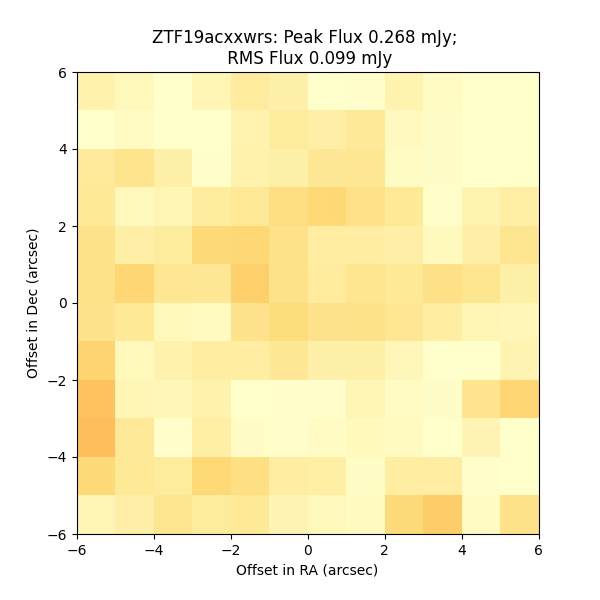 ZTF19acxxwrs: Peak Flux 0.268 mJy;
RMS Flux 0.099 mJy
6
4
2
0
−2
−4
−6
Offset in Dec (arcsec)
−6 −4 −2 0 2 4 6
Offset in RA (arcsec)